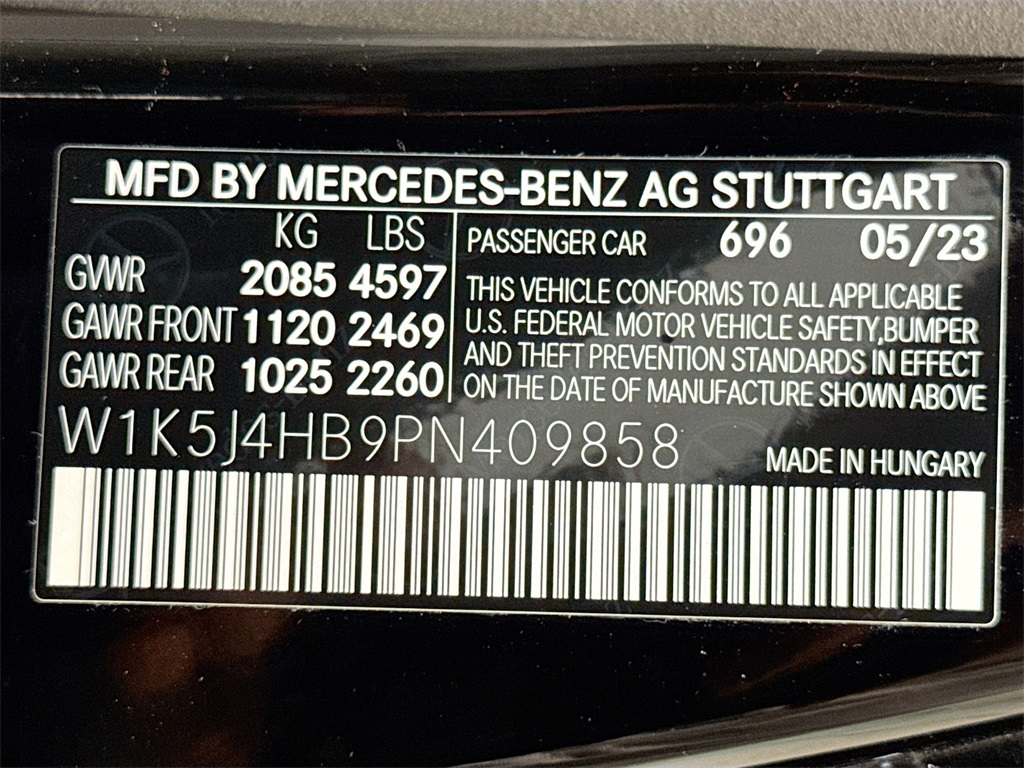 MFD BY MERCEDES-BENZ AG STUTTGART
KG LBS
GVWR 2085 4597
GAWR FRONT 1120 2469
GAWR REAR 1025 2260
PASSENGER CAR 696 05/23
THIS VEHICLE CONFORMS TO ALL APPLICABLE
U.S. FEDERAL MOTOR VEHICLE SAFETY, BUMPER
AND THEFT PREVENTION STANDARDS IN EFFECT
ON THE DATE OF MANUFACTURE SHOWN ABOVE
W1K5J4HB9PN409858
MADE IN HUNGARY